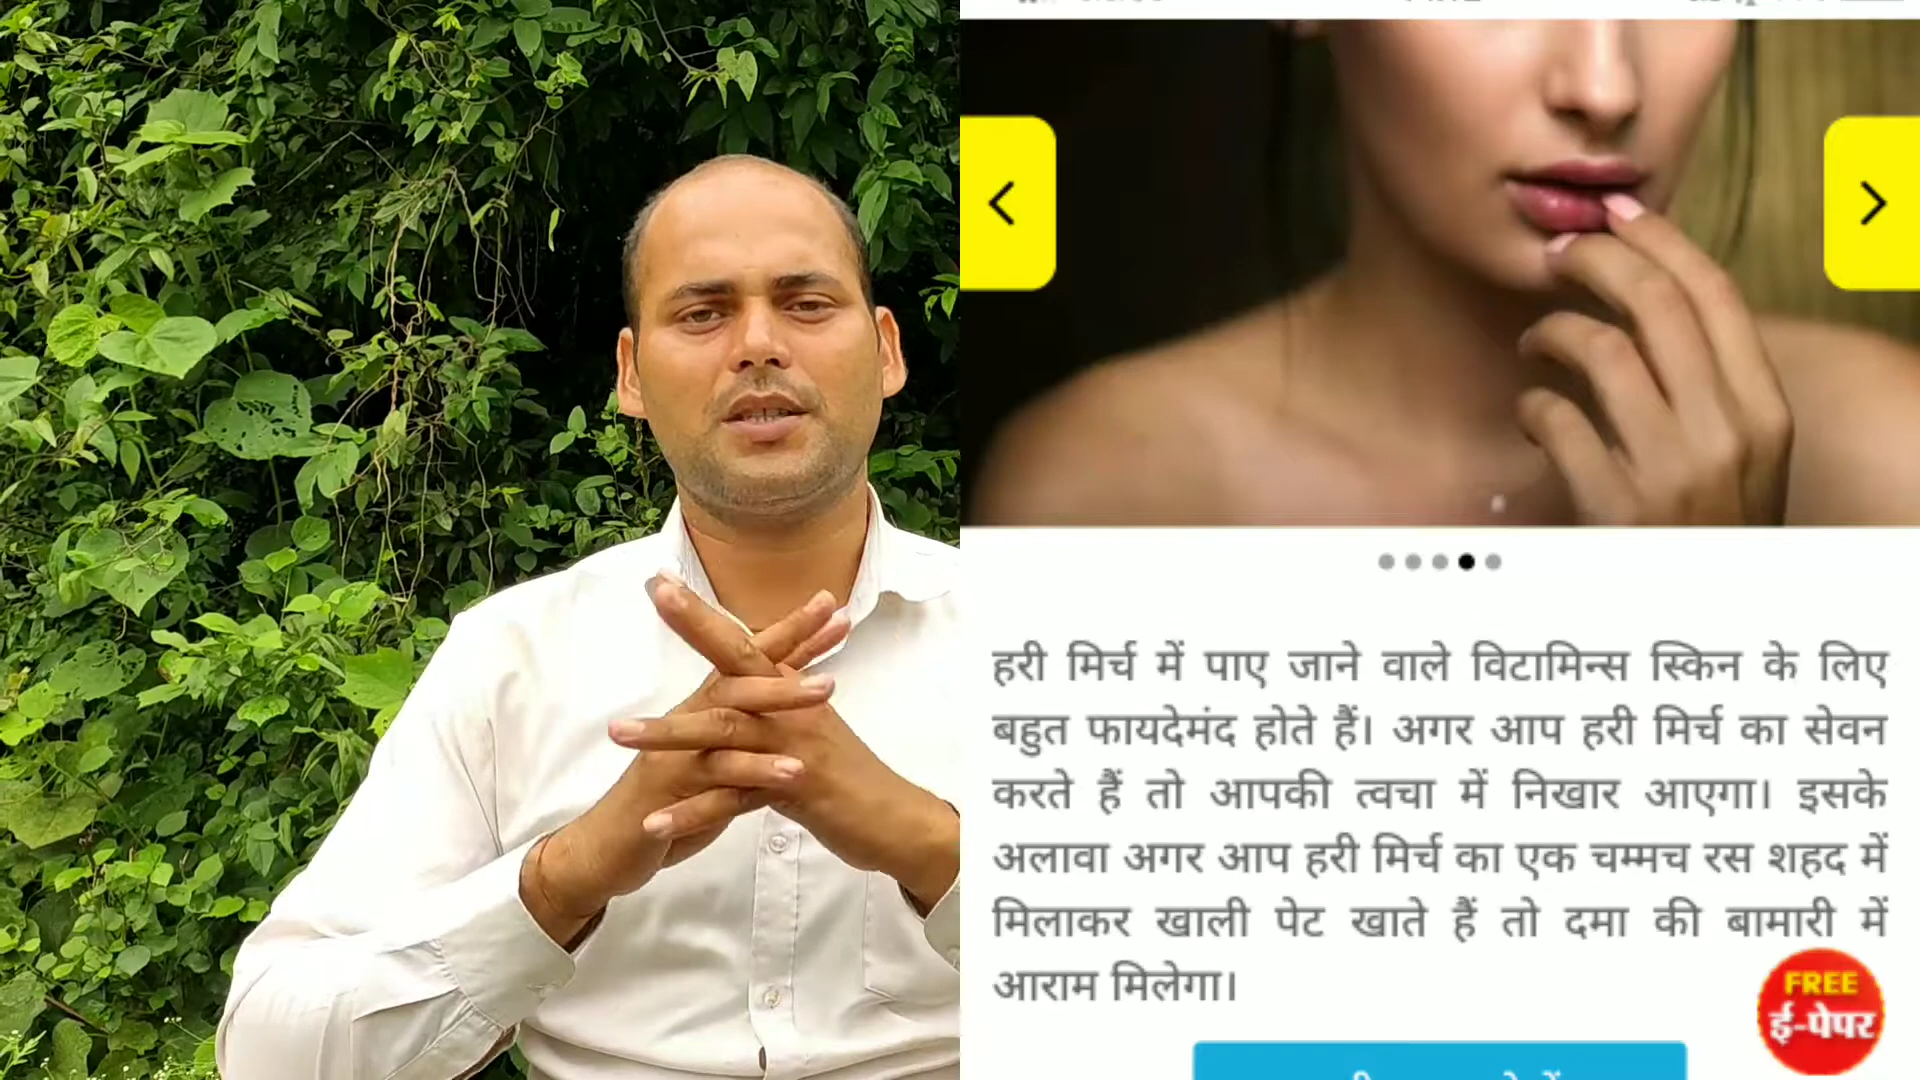 हरी मिर्च में पाए जाने वाले विटामिन्स स्किन के लिए
बहुत फायदेमंद होते हैं। अगर आप हरी मिर्च का सेवन
करते हैं तो आपकी त्वचा में निखार आएगा। इसके
अलावा अगर आप हरी मिर्च का एक चम्मच रस शहद में
मिलाकर खाली पेट खाते हैं तो दमा की बामारी में
आराम मिलेगा।
FREE
ई-पेपर